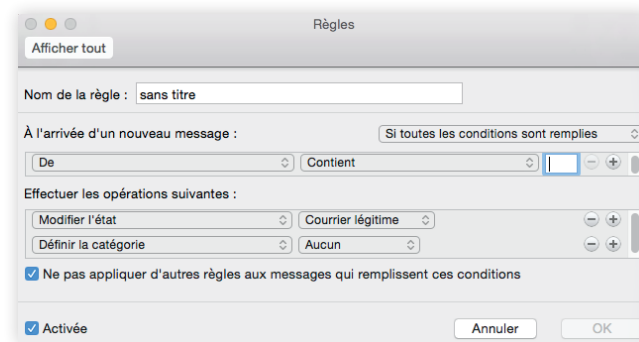 Règles
Afficher tout
Nom de la règle : sans titre
À l'arrivée d'un nouveau message : Si toutes les conditions sont remplies
De Contient
Effectuer les opérations suivantes :
Modifier l'état Courrier légitime
Définir la catégorie Aucun
Ne pas appliquer d'autres règles aux messages qui remplissent ces conditions
Activée Annuler OK